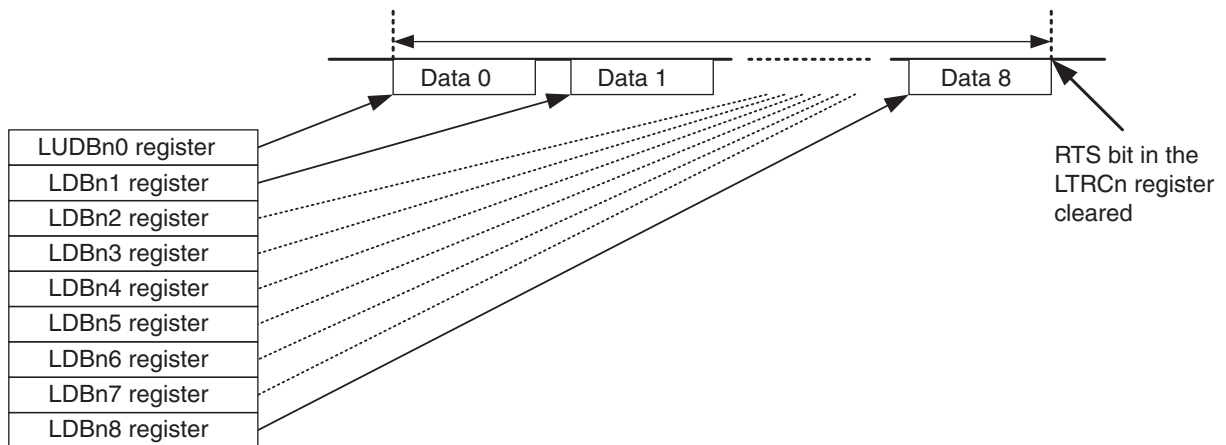 Data 0
Data 1
Data 8
LUDBn0 register
LDBn1 register
LDBn2 register
LDBn3 register
LDBn4 register
LDBn5 register
LDBn6 register
LDBn7 register
LDBn8 register
RTS bit in the
LTRCn register
cleared